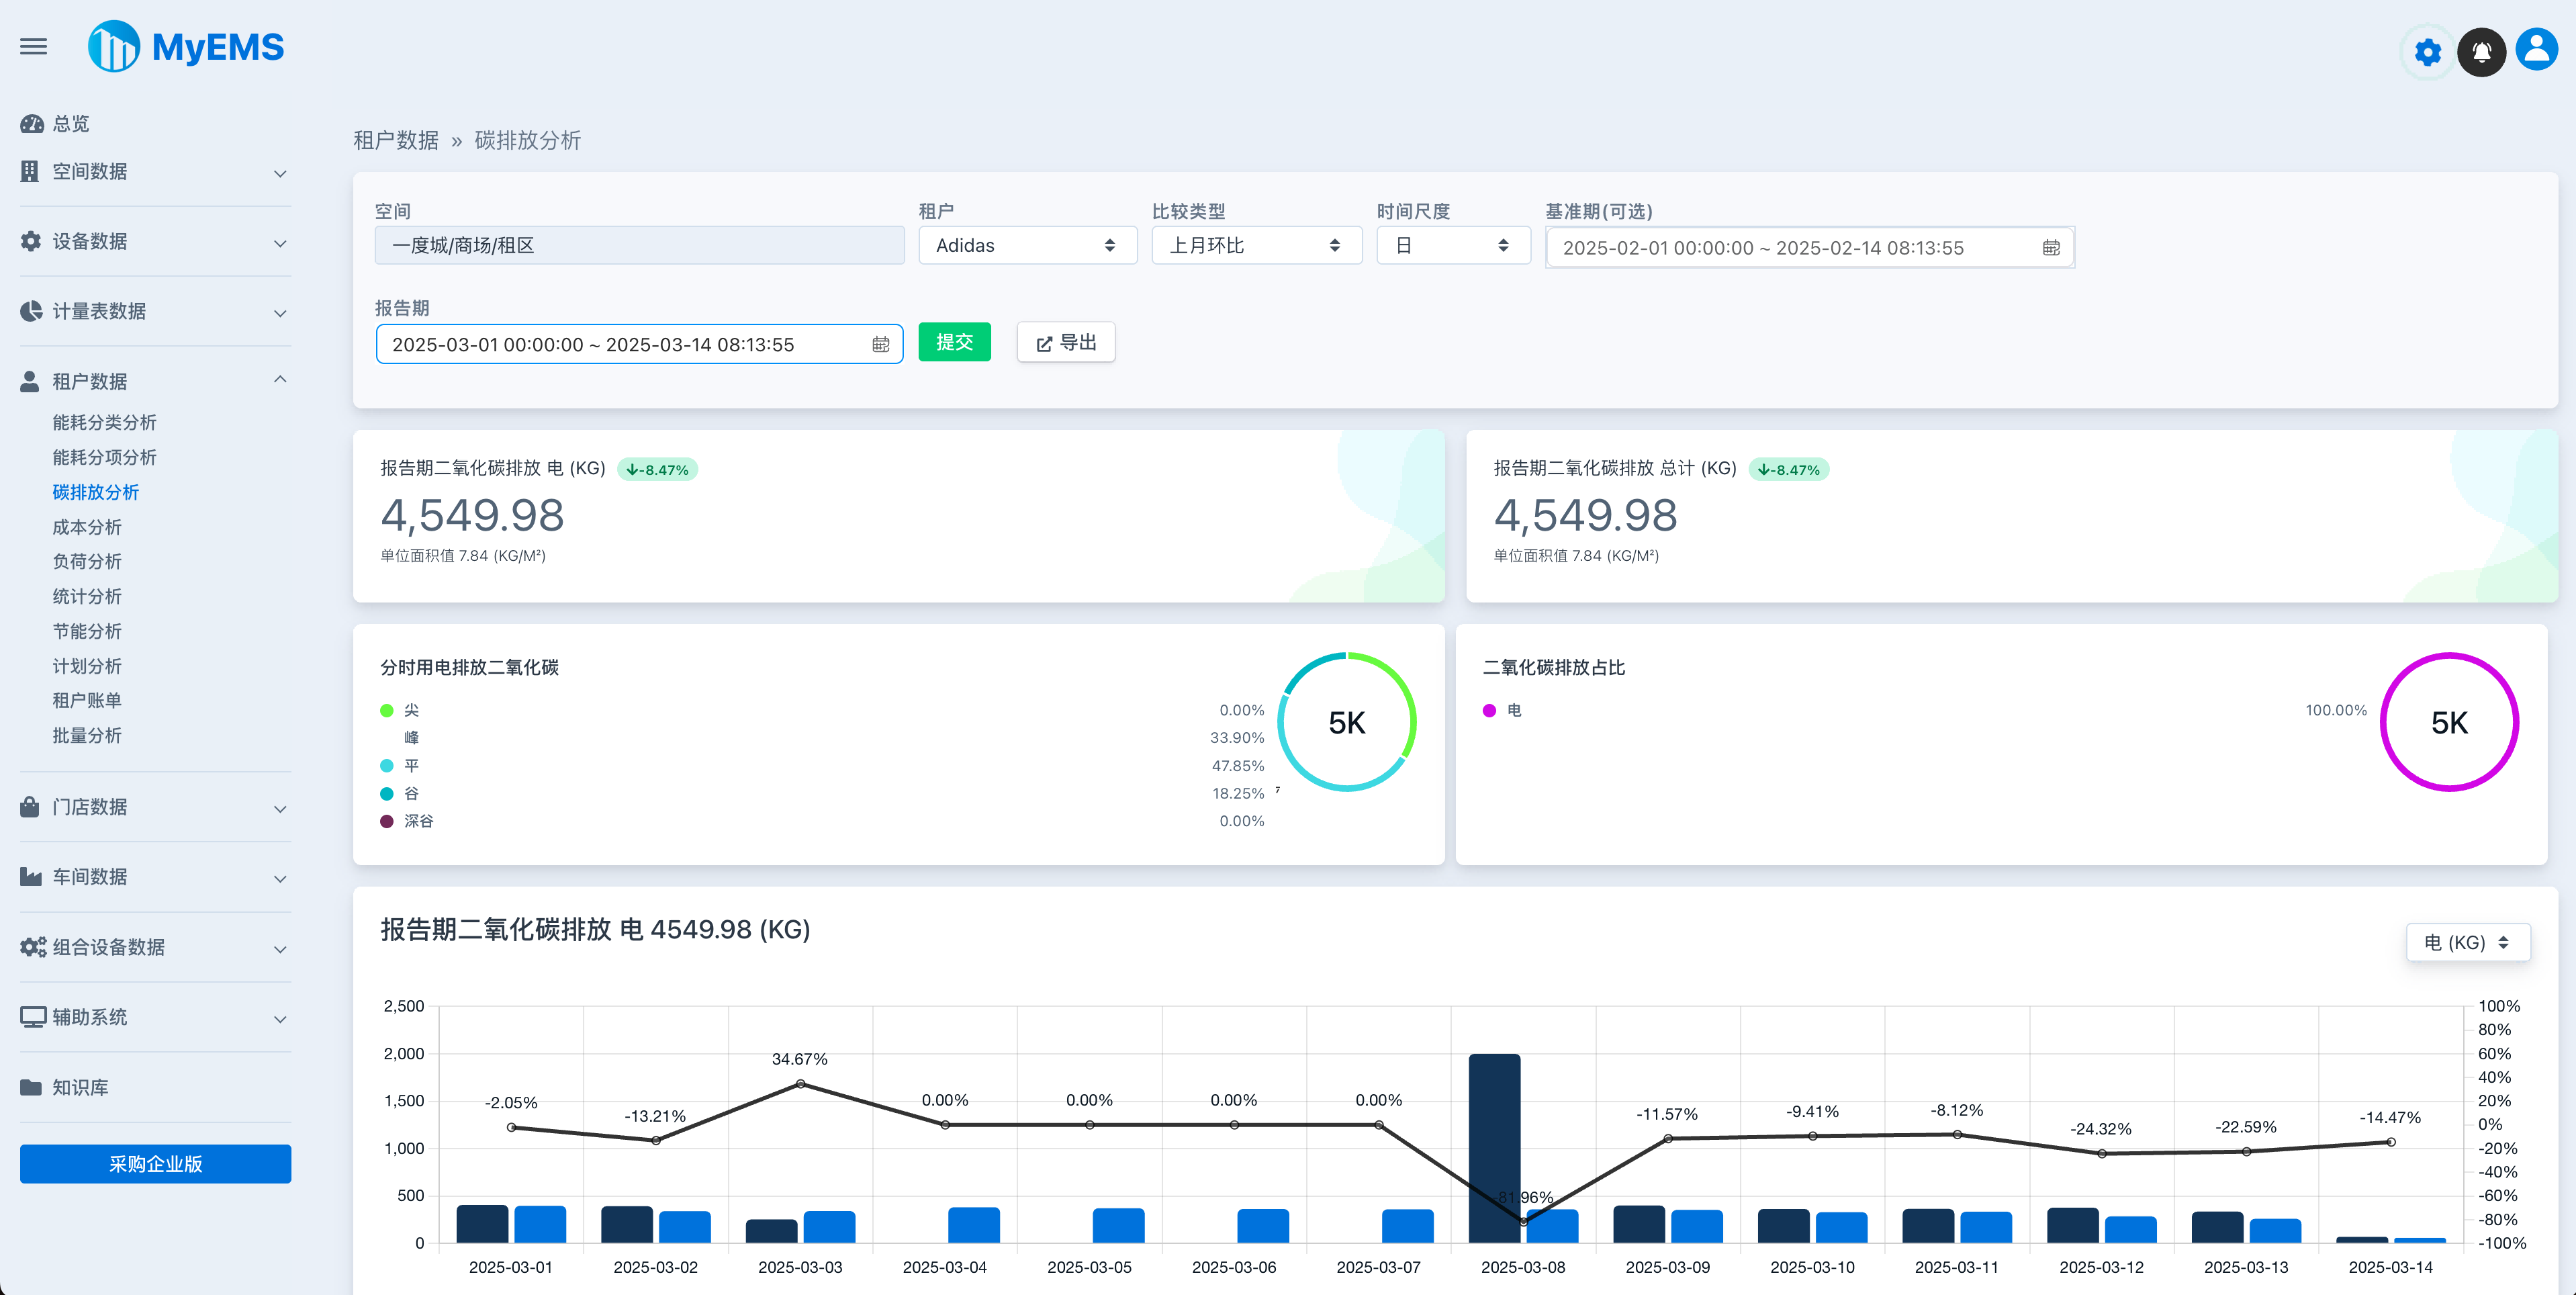 MyEMS
总览
空间数据
设备数据
计量表数据
租户数据
能耗分类分析
能耗分项分析
碳排放分析
成本分析
负荷分析
统计分析
节能分析
计划分析
租户账单
批量分析
门店数据
车间数据
组合设备数据
辅助系统
知识库
采购企业版
租户数据 » 碳排放分析
空间
一度城/商场/租区
租户
Adidas
比较类型
上月环比
时间尺度
日
基准期(可选)
2025-02-01 00:00:00 ~ 2025-02-14 08:13:55
报告期
2025-03-01 00:00:00 ~ 2025-03-14 08:13:55
提交
导出
报告期二氧化碳排放 电 (KG) -8.47%
4,549.98
单位面积值 7.84 (KG/M²)
报告期二氧化碳排放 总计 (KG) -8.47%
4,549.98
单位面积值 7.84 (KG/M²)
分时用电排放二氧化碳
尖 0.00%
峰 33.90%
平 47.85%
谷 18.25%
深谷 0.00%
5K
二氧化碳排放占比
电 100.00%
5K
报告期二氧化碳排放 电 4549.98 (KG)
电 (KG)
2,500
2,000
1,500
1,000
500
0
-2.05%
-13.21%
34.67%
0.00%
0.00%
0.00%
0.00%
-81.96%
-11.57%
-9.41%
-8.12%
-24.32%
-22.59%
-14.47%
100%
80%
60%
40%
20%
0%
-20%
-40%
-60%
-80%
-100%
2025-03-01
2025-03-02
2025-03-03
2025-03-04
2025-03-05
2025-03-06
2025-03-07
2025-03-08
2025-03-09
2025-03-10
2025-03-11
2025-03-12
2025-03-13
2025-03-14